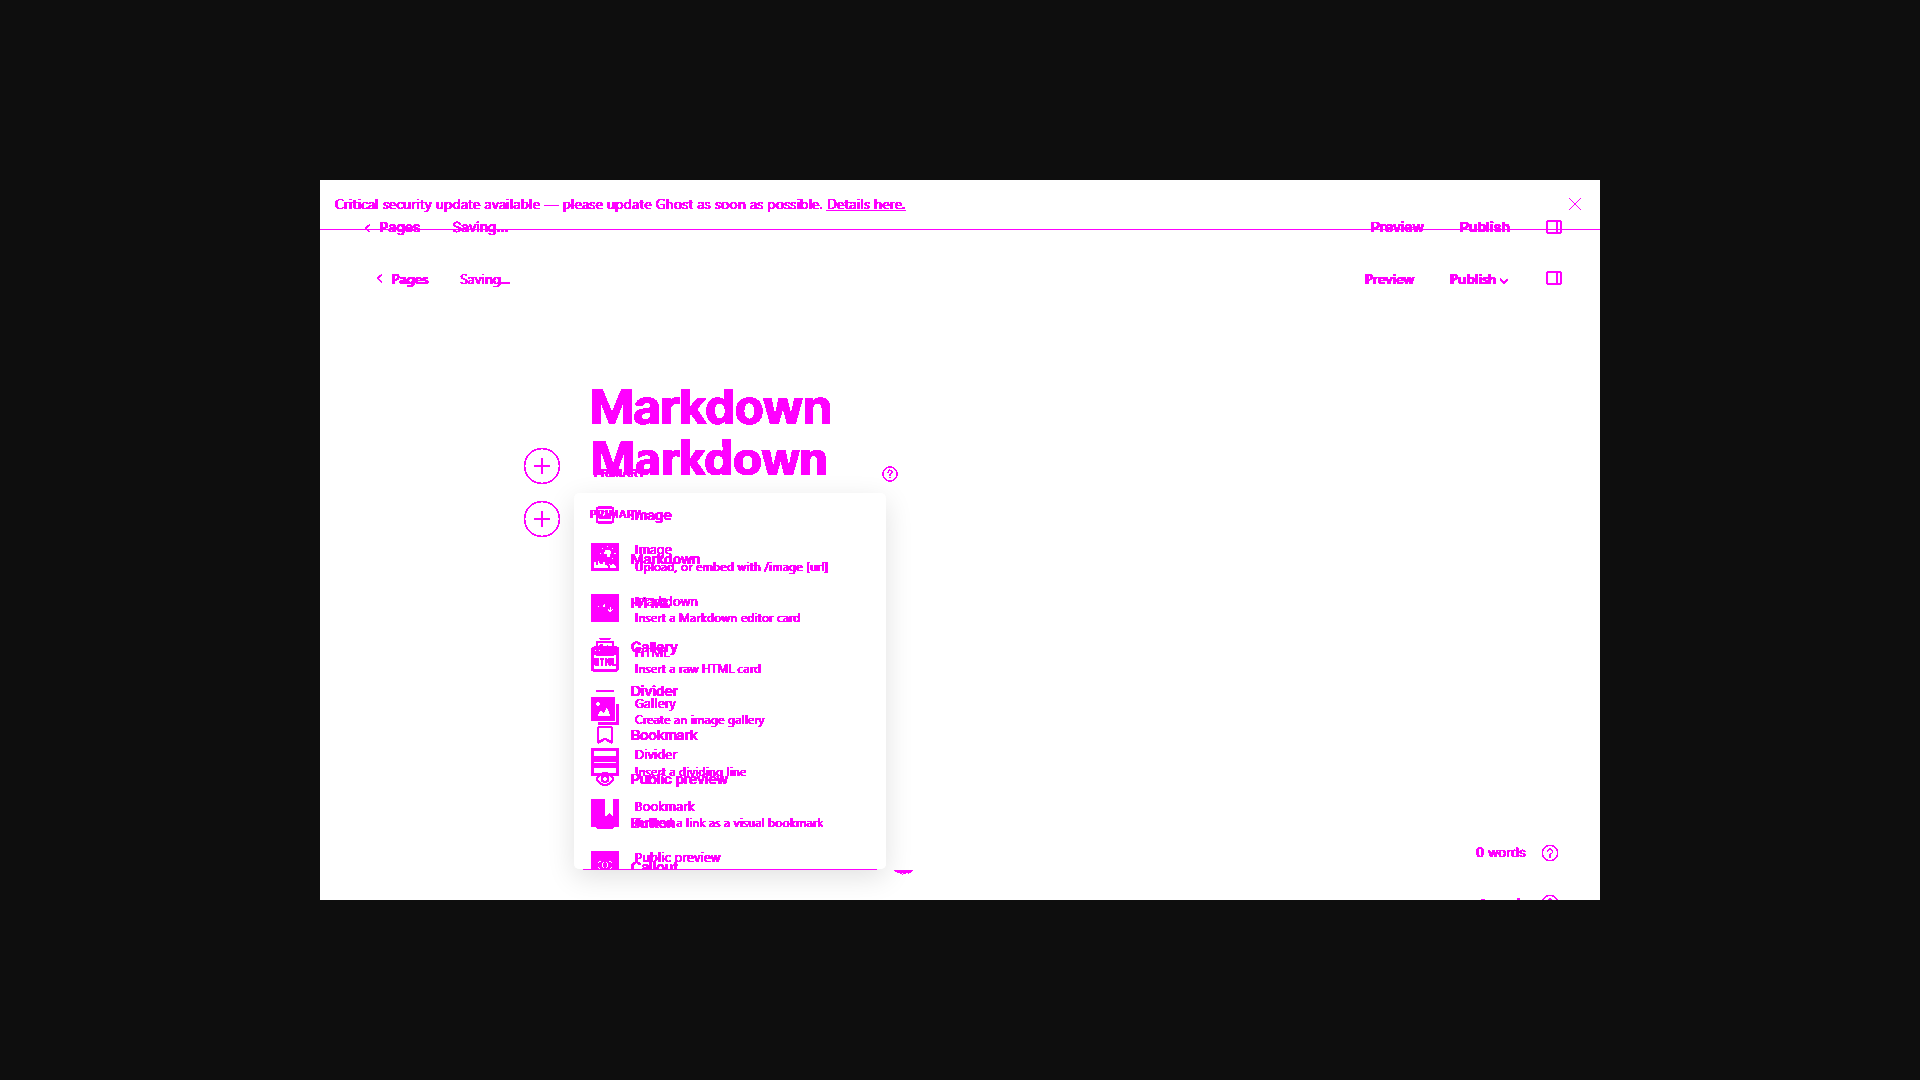 Critical security update available — please update Ghost as soon as possible. Details here.
Pages Saving... Preview Publish
Pages Saving... Preview Publish
Markdown
Markdown
PRIMARY
PRIMARY
Image
Image
Markdown
Upload, or embed with /image [url]
Markdown
HTML
Insert a Markdown editor card
Gallery
HTML
Insert a raw HTML card
Divider
Gallery
Create an image gallery
Bookmark
Divider
Insert a dividing line
Public preview
Bookmark
Button
a link as a visual bookmark
0 words
Public preview
Callout